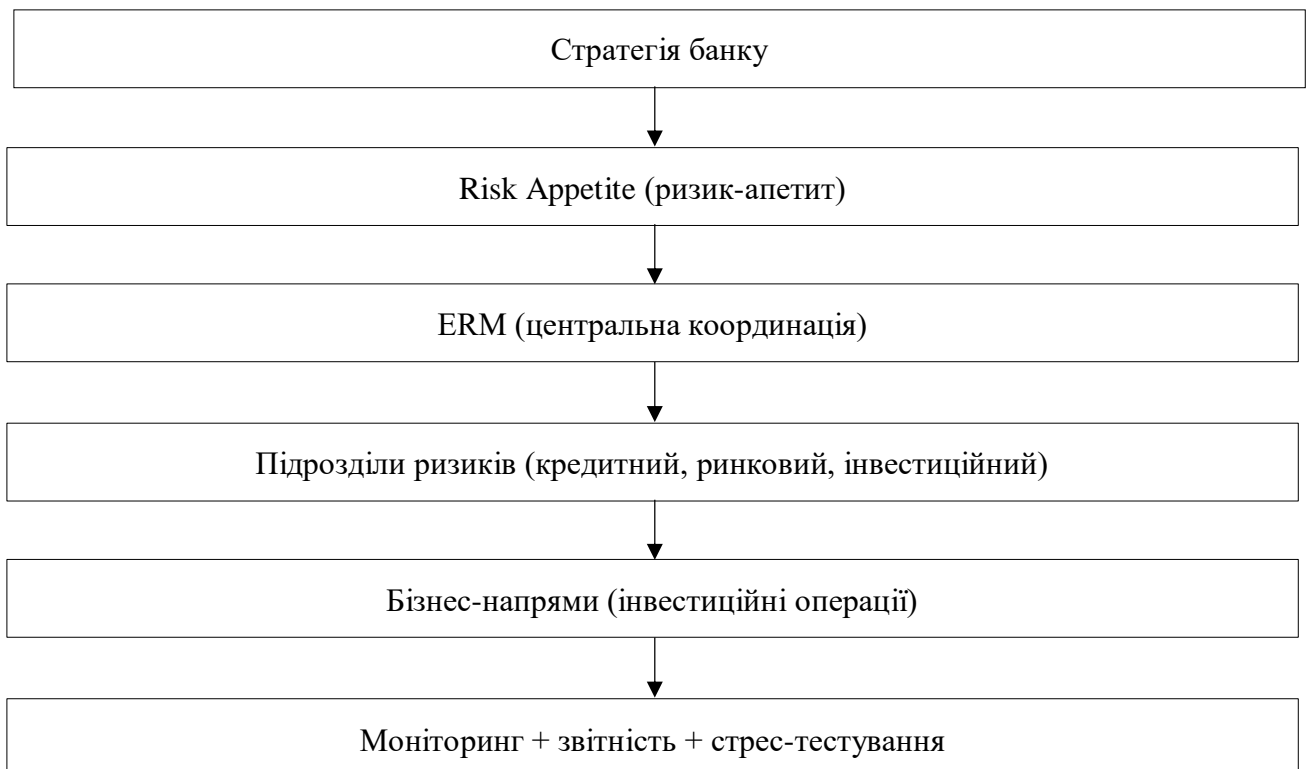 Стратегія банку
Risk Appetite (ризик-апетит)
ERM (центральна координація)
Підрозділи ризиків (кредитний, ринковий, інвестиційний)
Бізнес-напрями (інвестиційні операції)
Моніторинг + звітність + стрес-тестування